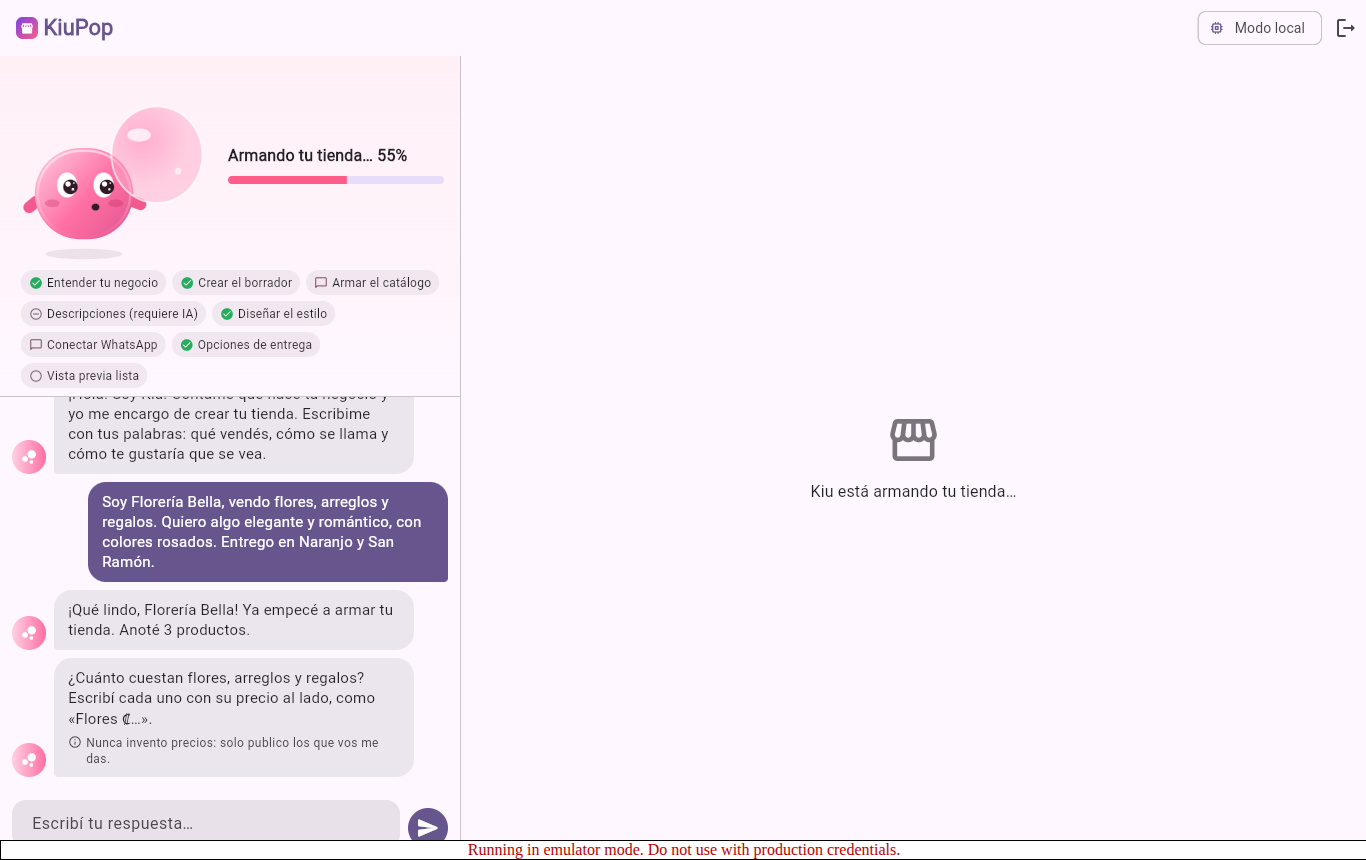 KiuPop
Modo local
Armando tu tienda… 55%
Entender tu negocio
Crear el borrador
Armar el catálogo
Descripciones (requiere IA)
Diseñar el estilo
Conectar WhatsApp
Opciones de entrega
Vista previa lista
yo me encargo de crear tu tienda. Escribime
con tus palabras: qué vendés, cómo se llama y
cómo te gustaría que se vea.
Soy Florería Bella, vendo flores, arreglos y
regalos. Quiero algo elegante y romántico, con
colores rosados. Entrego en Naranjo y San
Ramón.
¡Qué lindo, Florería Bella! Ya empecé a armar tu
tienda. Anoté 3 productos.
¿Cuánto cuestan flores, arreglos y regalos?
Escribí cada uno con su precio al lado, como
«Flores ₡…».
Nunca invento precios: solo publico los que vos me
das.
Escribí tu respuesta…
Kiu está armando tu tienda…
Running in emulator mode. Do not use with production credentials.